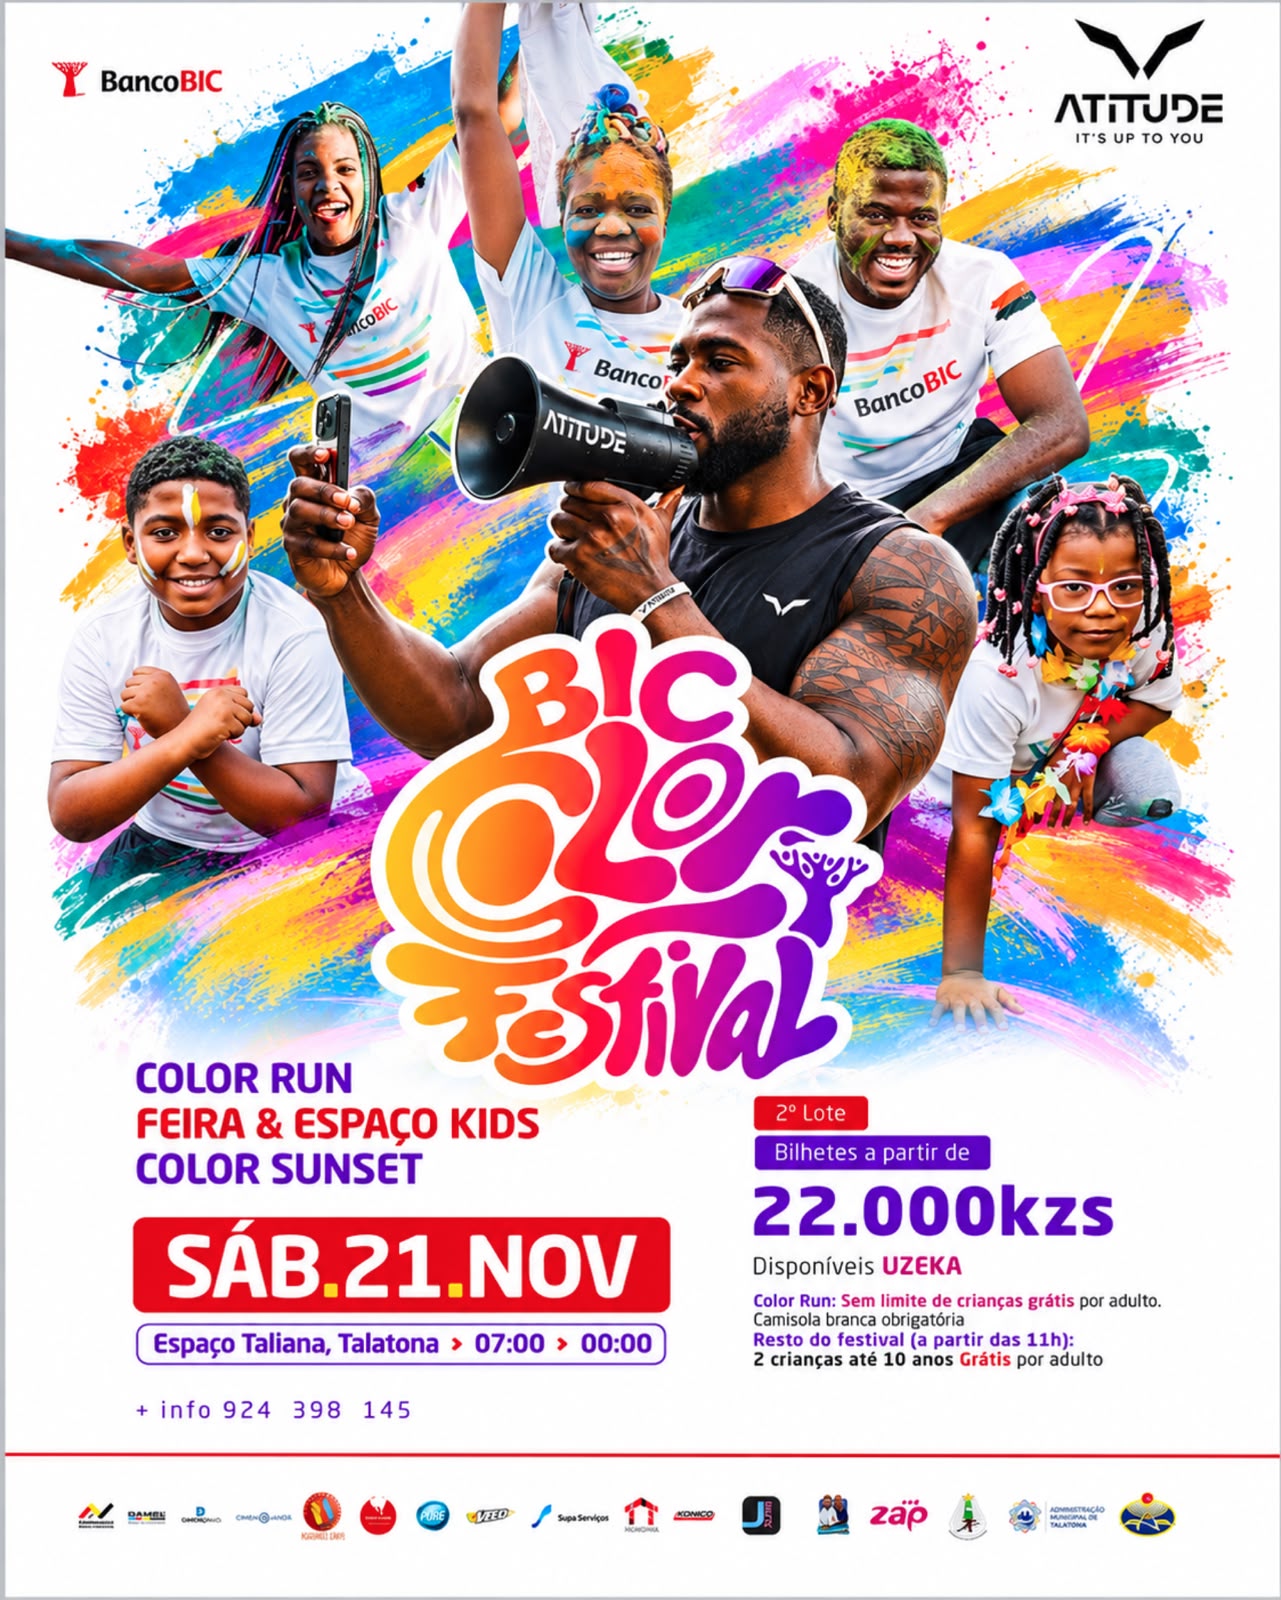 BancoBIC
ATITUDE
IT'S UP TO YOU
BancoBIC
BancoBIC
ATITUDE
BIC
COLOR
Festival
COLOR RUN
FEIRA & ESPAÇO KIDS
COLOR SUNSET
SÁB.21.NOV
Espaço Taliana, Talatona > 07:00 > 00:00
+ info 924 398 145
2º Lote
Bilhetes a partir de
22.000kzs
Disponíveis UZEKA
Color Run: Sem limite de crianças grátis por adulto.
Camisola branca obrigatória
Resto do festival (a partir das 11h):
2 crianças até 10 anos Grátis por adulto
PURE
VEED
Supa Serviços
KONICO
zap
ADMINISTRAÇÃO
MUNICIPAL DE
TALATONA